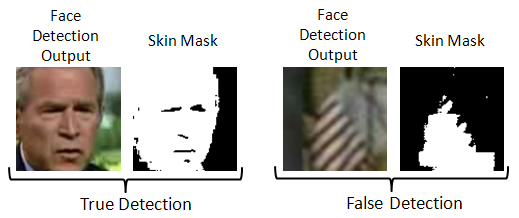 Face
Detection
Output
Skin Mask
Face
Detection
Output
Skin Mask
True Detection
False Detection